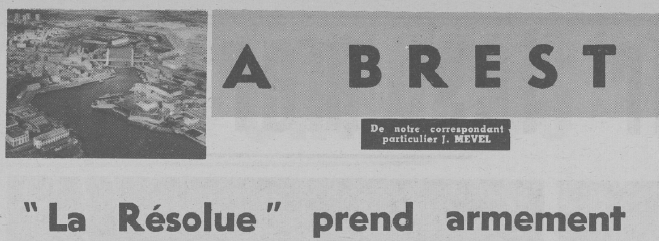 A BREST
De notre correspondant
particulier J. MEVEL
"La Résolue" prend armement